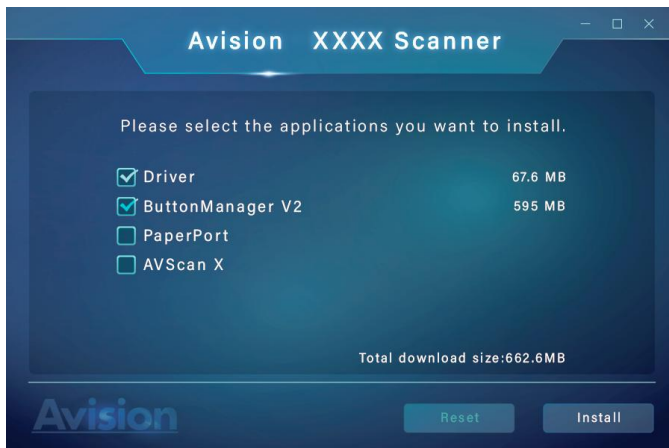 Avision XXXX Scanner
Please select the applications you want to install.
Driver 67.6 MB
ButtonManager V2 595 MB
PaperPort
AVScan X
Total download size:662.6MB
Avision
Reset
Install